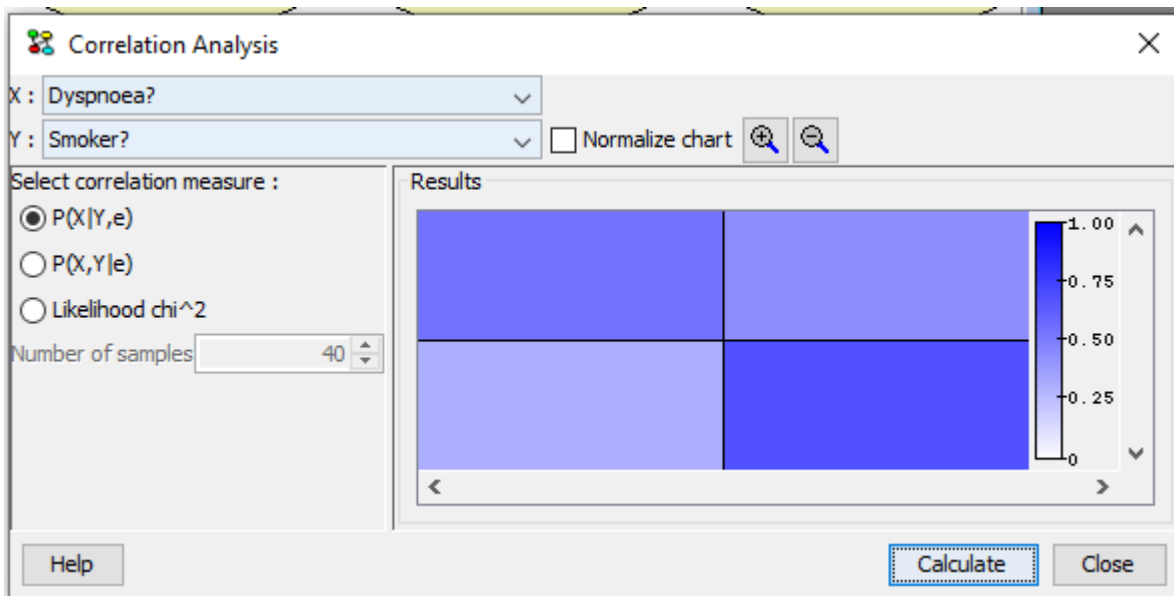 Correlation Analysis
X : Dyspnoea?
Y : Smoker? Normalize chart
Select correlation measure :
Results
P(X|Y,e)
P(X,Y|e)
Likelihood chi^2
Number of samples 40
1.00
0.75
0.50
0.25
0
Help Calculate Close